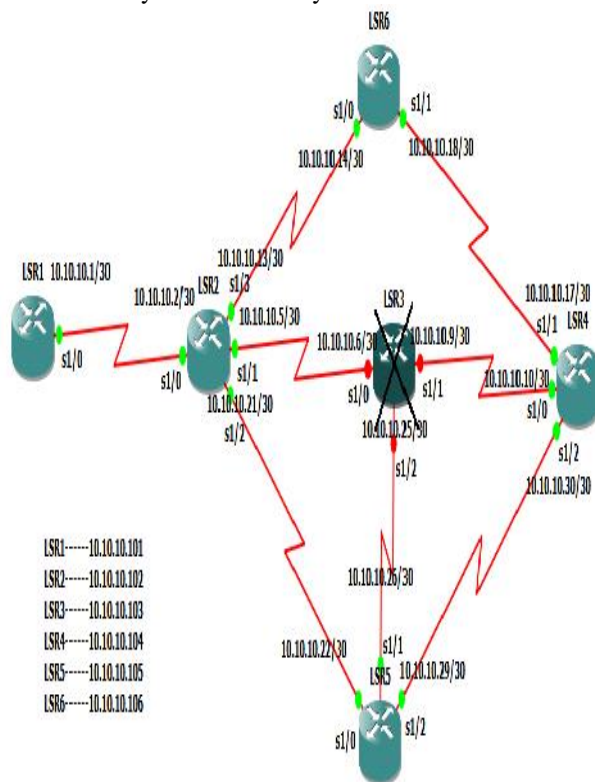 LSR6
s1/0
s1/1
10.10.10.14/30
10.10.10.18/30
LSR1 10.10.10.1/30
10.10.10.2/30
10.10.10.13/30
LSR2
s1/3
10.10.10.5/30
LSR3
10.10.10.17/30
s1/1
LSR4
s1/0
s1/0
s1/1
10.10.10.6/30
10.10.10.9/30
s1/0
s1/1
10.10.10.10/30
s1/0
10.10.10.21/30
s1/2
10.10.10.25/30
s1/2
s1/2
10.10.10.30/30
LSR1------10.10.10.101
LSR2------10.10.10.102
LSR3------10.10.10.103
LSR4------10.10.10.104
LSR5------10.10.10.105
LSR6------10.10.10.106
10.10.10.26/30
10.10.10.22/30
s1/1
10.10.10.29/30
LSR5
s1/0
s1/2